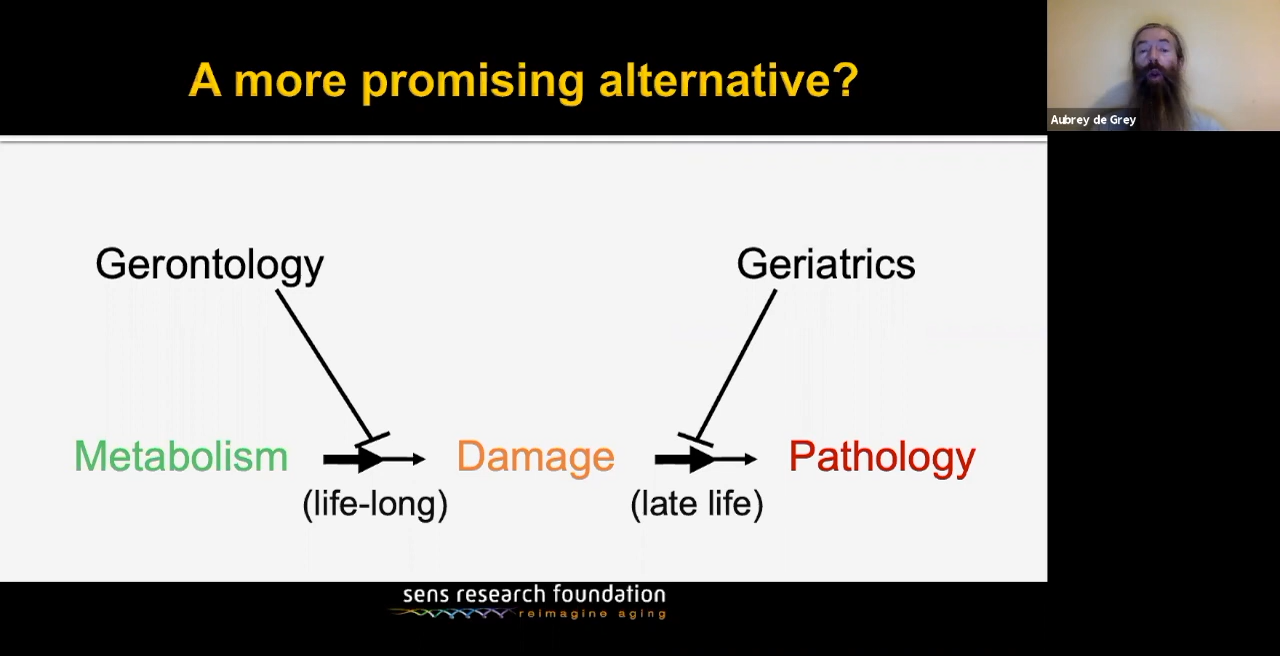 A more promising alternative?
Aubrey de Grey
Gerontology
Geriatrics
Metabolism
Damage
Pathology
(life-long)
(late life)
sens research foundation
reimagine aging